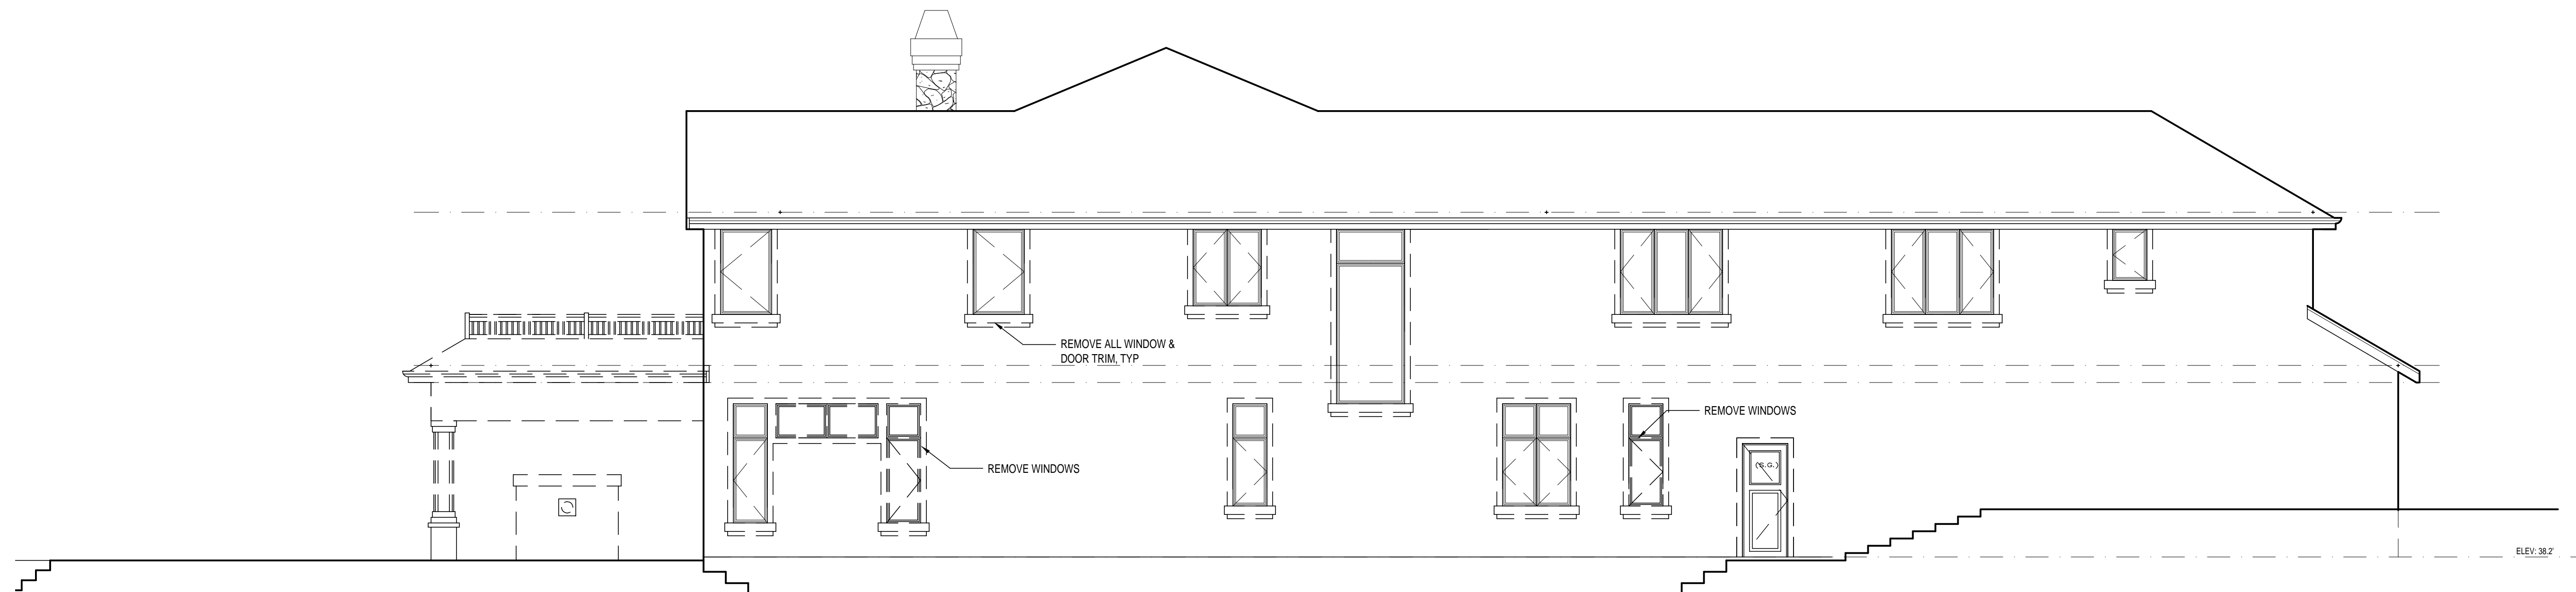 REMOVE ALL WINDOW &
DOOR TRIM, TYP
REMOVE WINDOWS
REMOVE WINDOWS
(S.G.)
ELEV: 38.2'